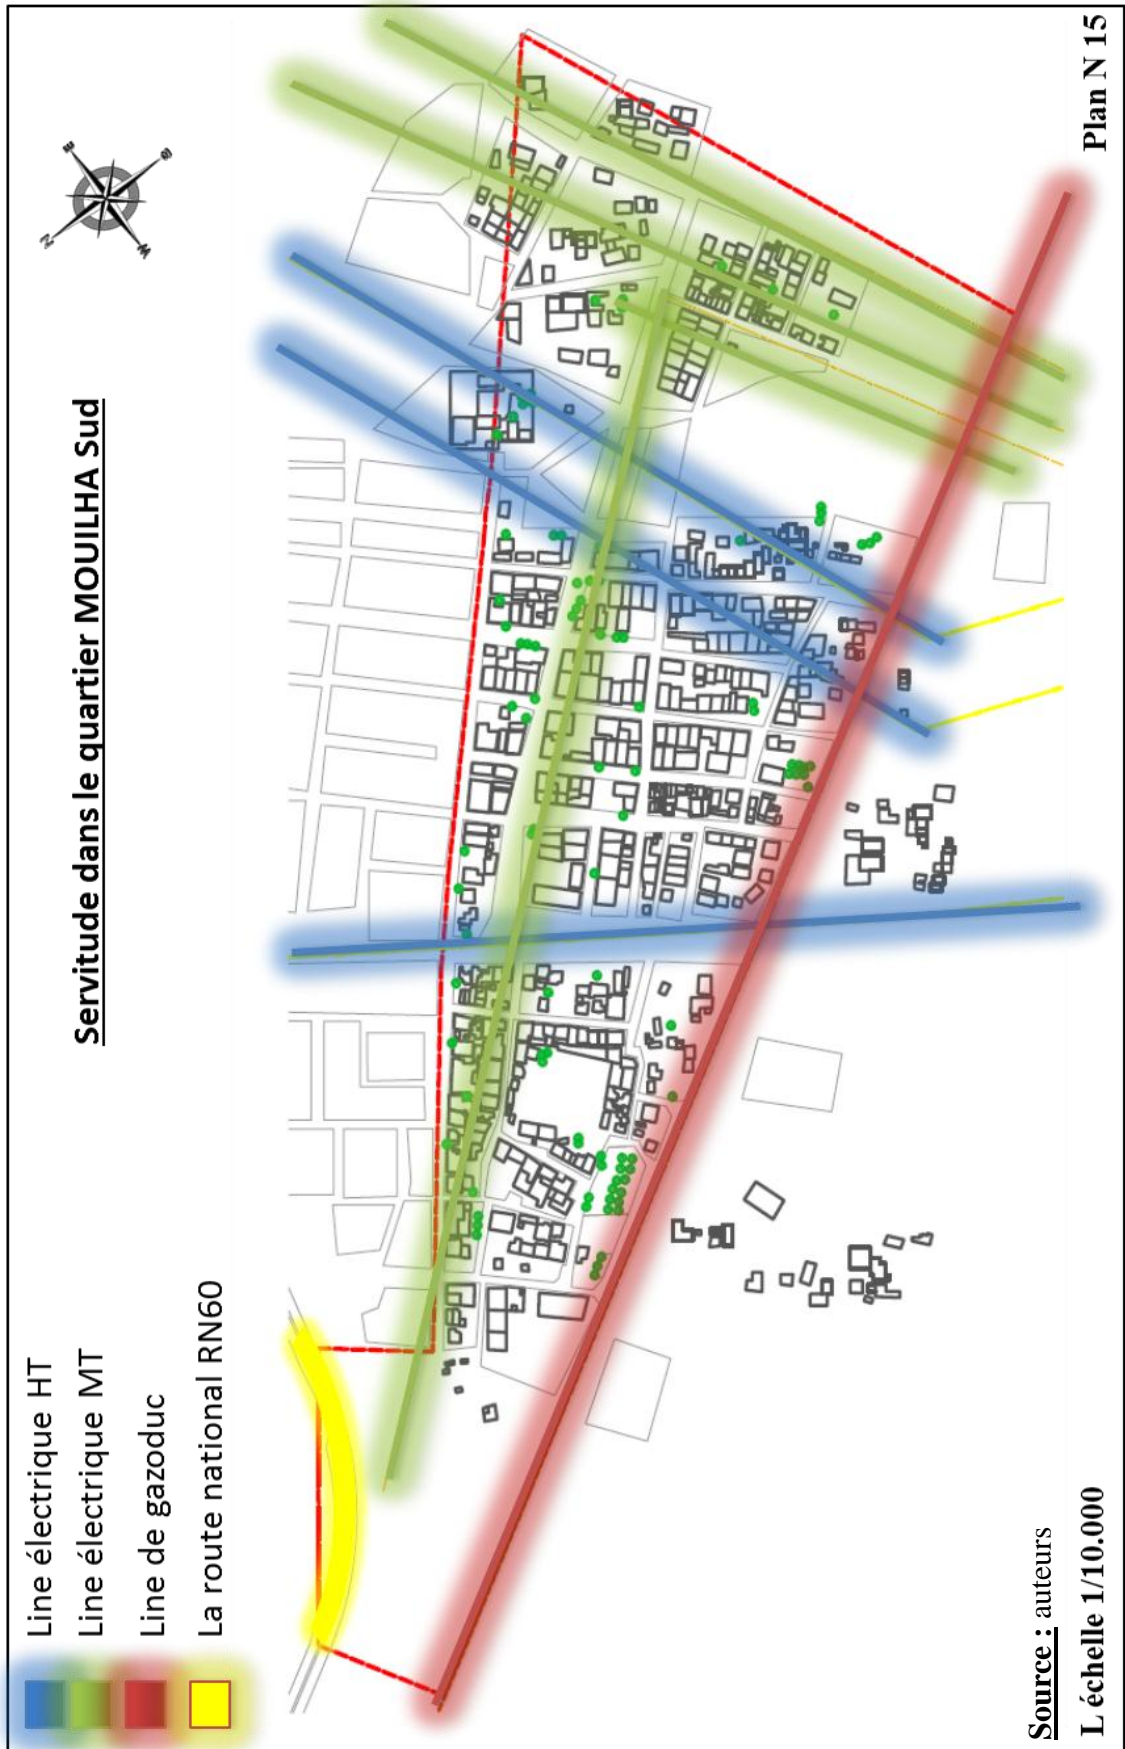 Servitude dans le quartier MOUILHA Sud
Line électrique HT
Line électrique MT
Line de gazoduc
La route national RN60
N
E
W
S
Source : auteurs
L échelle 1/10.000
Plan N 15